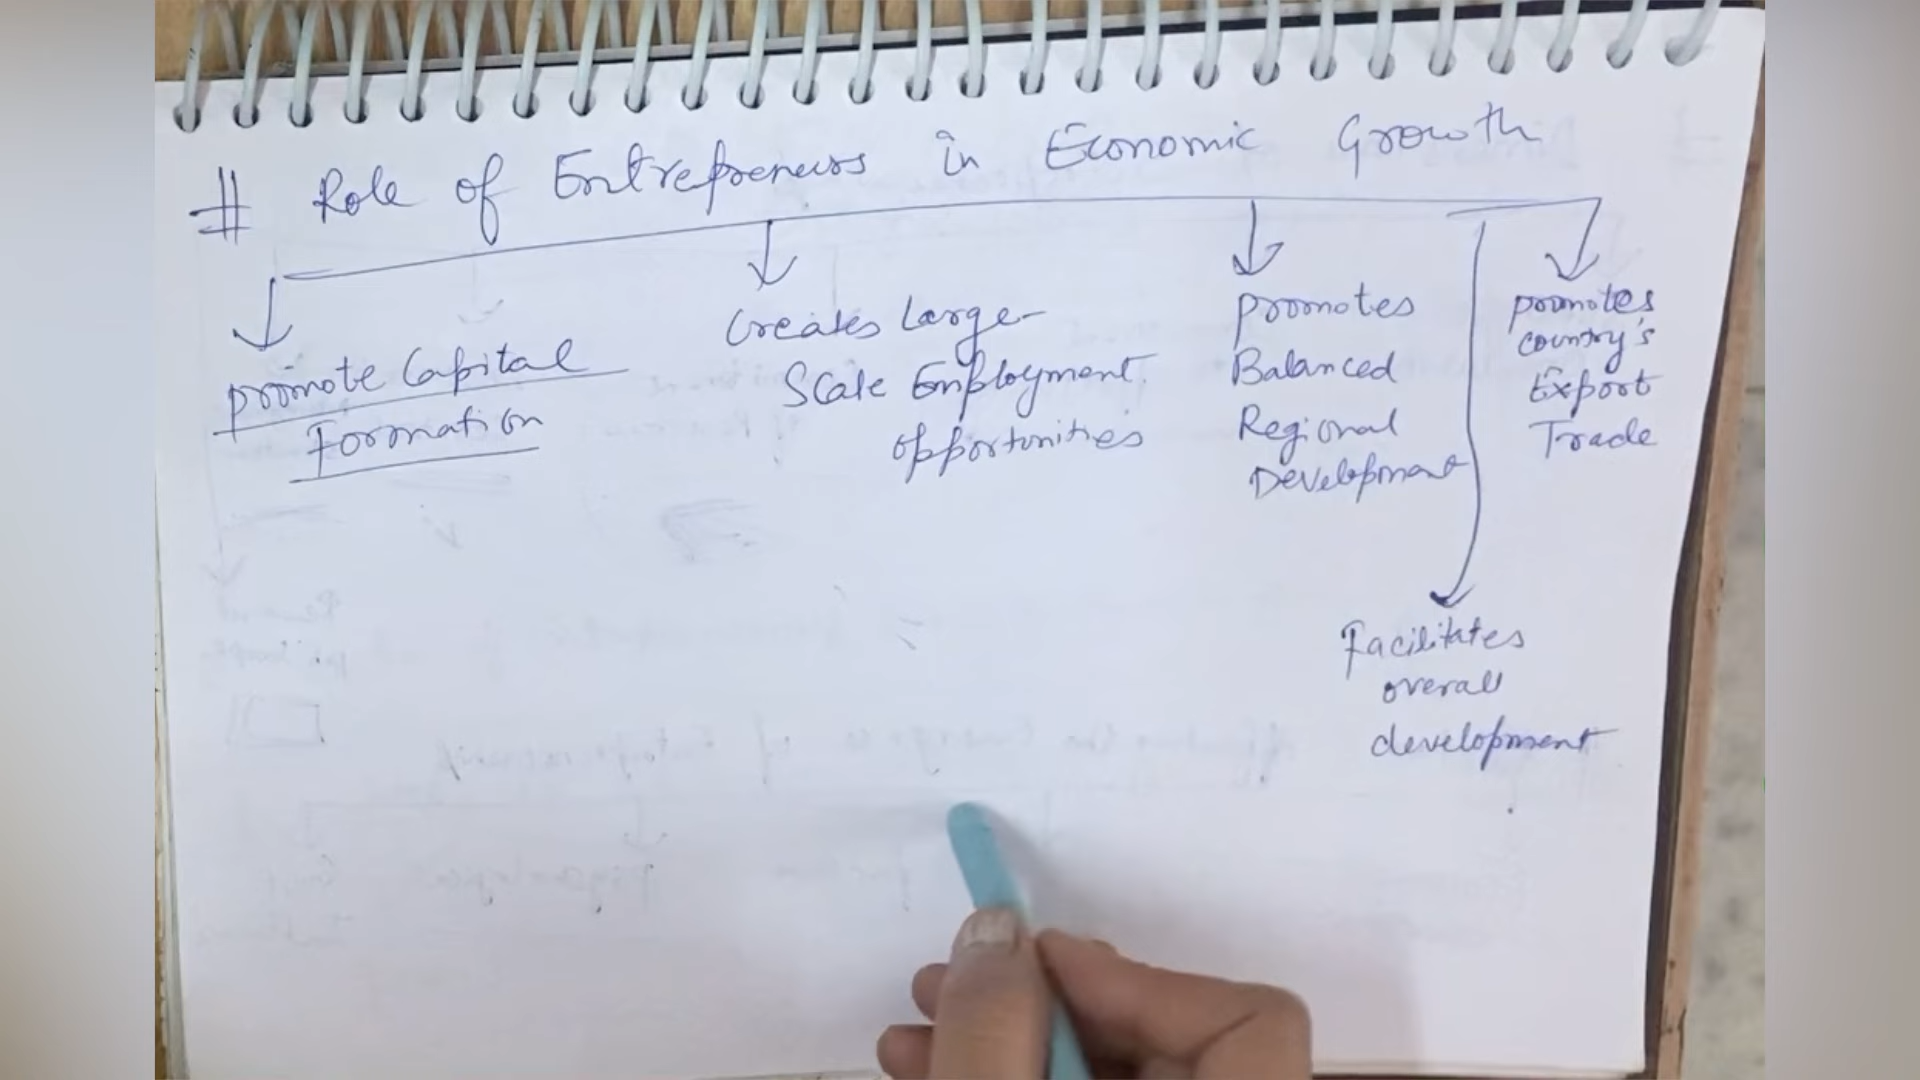 # Role of Entrepreneurs in Economic Growth
promote Capital
Formation
Creates Large-
Scale Employment
opportunities
promotes
Balanced
Regional
Development
promotes
country's
Export
Trade
Facilitates
overall
development